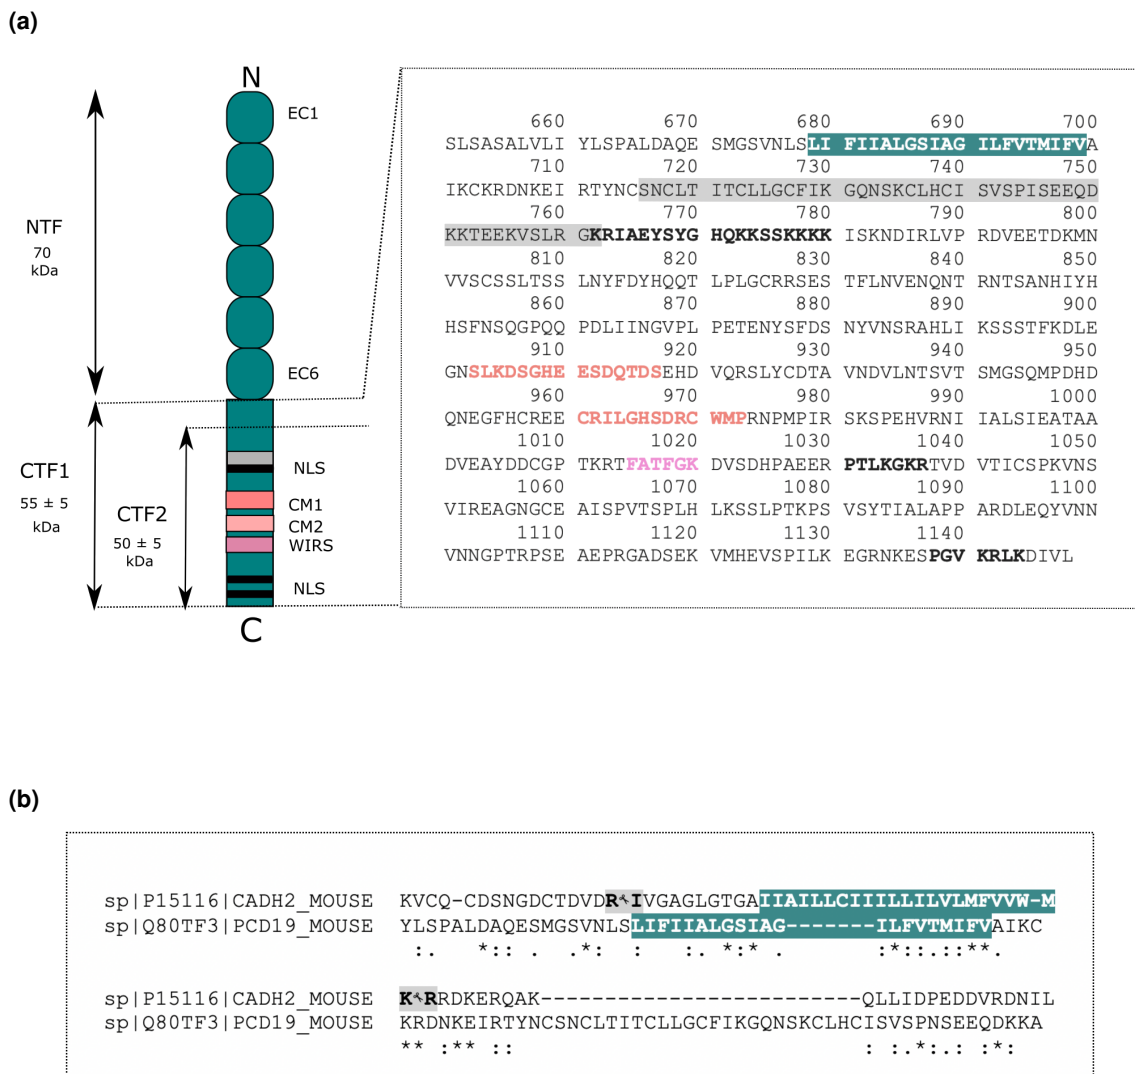 (a)
N
EC1
NTF
70
kDa
EC6
CTF1
55 ± 5
kDa
CTF2
50 ± 5
kDa
NLS
CM1
CM2
WIRS
NLS
C
660 670 680 690 700
SLSASALVLI YLSPALDAQE SMGSVNLSLI FIIALGSIAG ILFVTMIFVA
710 720 730 740 750
IKCKRDNKEI RTYNCSNCLT ITCLLGCFIK GQNSKCLHCI SVSPISEEQD
760 770 780 790 800
KKTEEKVSLR GKRIAEYSYG HQKKSSKKKK ISKNDIRLVP RDVEETDKMN
810 820 830 840 850
VVSCSSLTSS LNYFDYHQQT LPLGCRRSES TFLNVENQNT RNTSANHIYH
860 870 880 890 900
HSFNSQGPQQ PDLIINGVPL PETENYSFDS NYVNSRAHLI KSSSTFKDLE
910 920 930 940 950
GNSLKDSGHE ESDQTDSEHD VQRSLYCDTA VNDVLNTSVT SMGSQMPDHD
960 970 980 990 1000
QNEGFHCREE CRILGHSDRC WMPRNPMPIR SKSPEHVRNI IALSIEATAA
1010 1020 1030 1040 1050
DVEAYDDCGP TKRTFATFGK DVSDHPAEER PTLKGKRTVD VTICSPKVNS
1060 1070 1080 1090 1100
VIREAGNGCE AISPVTSPLH LKSSLPTKPS VSYTIALAPP ARDLEQYVNN
1110 1120 1130 1140
VNNGPTRPSE AEPRGADSEK VMHEVSPILK EGRNKESPGV KRLKDIVL
(b)
sp|P15116|CADH2_MOUSE KVCQ-CDSNGDCTDVDR✂IVGAGLGTGAIIAILLCIIILLILVLMFVVW-M
sp|Q80TF3|PCD19_MOUSE YLSPALDAQESMGSVNLSLIFIIALGSIAG-------ILFVTMIFVAIKC
:. *:: . .*: : :*:* . :*::.::**.
sp|P15116|CADH2_MOUSE K✂RRDKERQAK--------------------------QLLIDPEDDVRDNIL
sp|Q80TF3|PCD19_MOUSE KRDNKEIRTYNCSNCLTITCLLGCFIKGQNSKCLHCISVSPNSEEQDKKA
** :** :: : :.*:.: :*: